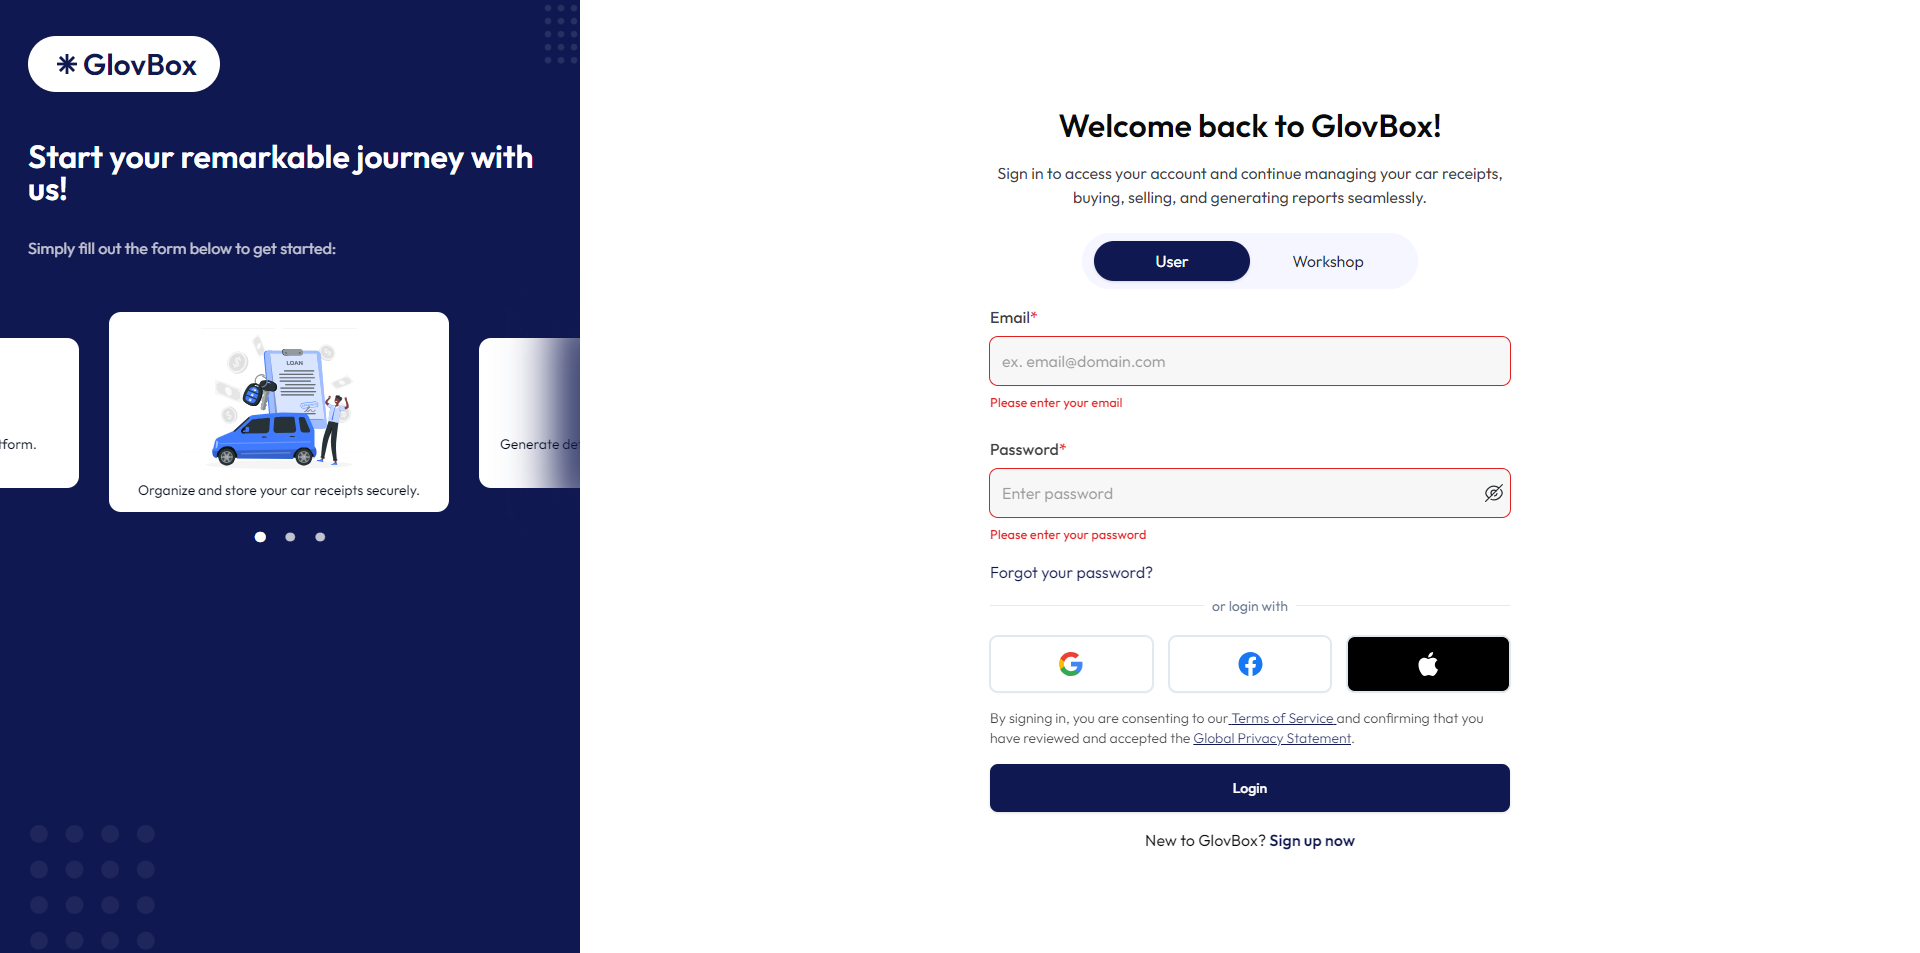 GlovBox
Start your remarkable journey with
us!
Simply fill out the form below to get started:
LOAN
tform.
Organize and store your car receipts securely.
Generate de
Welcome back to GlovBox!
Sign in to access your account and continue managing your car receipts,
buying, selling, and generating reports seamlessly.
User
Workshop
Email*
ex. email@domain.com
Please enter your email
Password*
Enter password
Please enter your password
Forgot your password?
or login with
By signing in, you are consenting to our Terms of Service and confirming that you
have reviewed and accepted the Global Privacy Statement.
Login
New to GlovBox? Sign up now